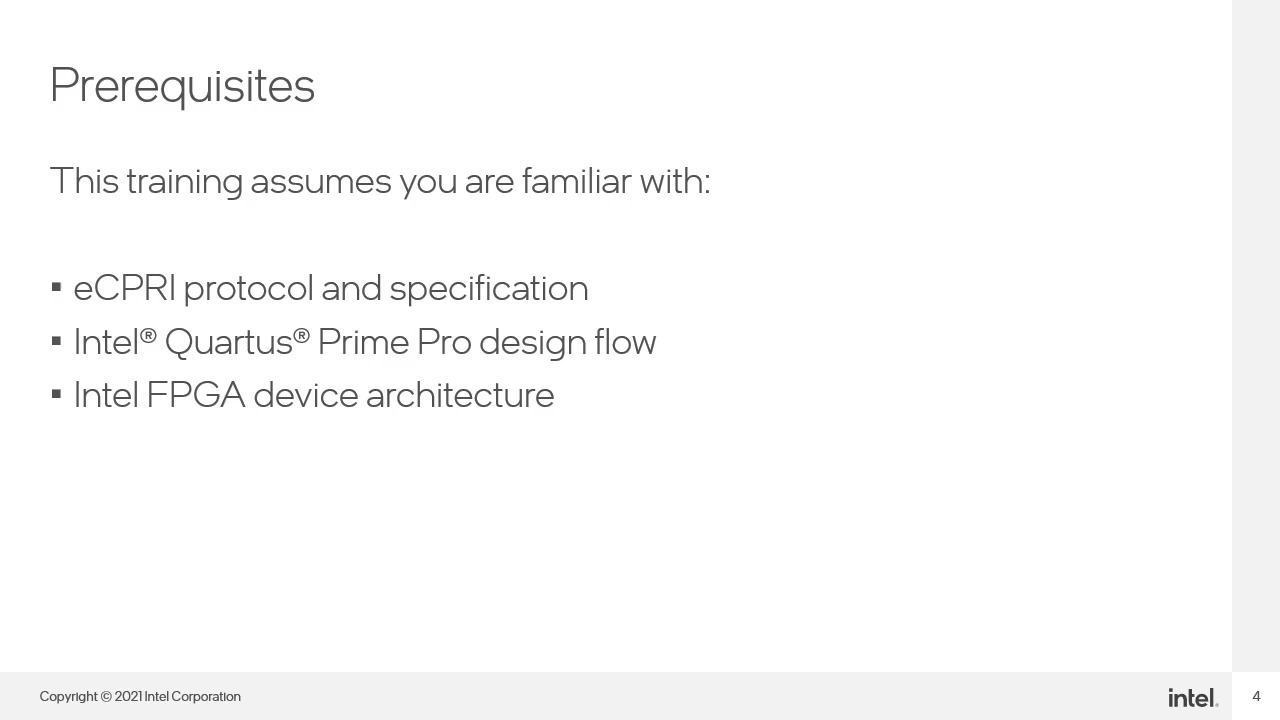 Prerequisites
This training assumes you are familiar with:
▪ eCPRI protocol and specification
▪ Intel® Quartus® Prime Pro design flow
▪ Intel FPGA device architecture
Copyright © 2021 Intel Corporation
intel.
4